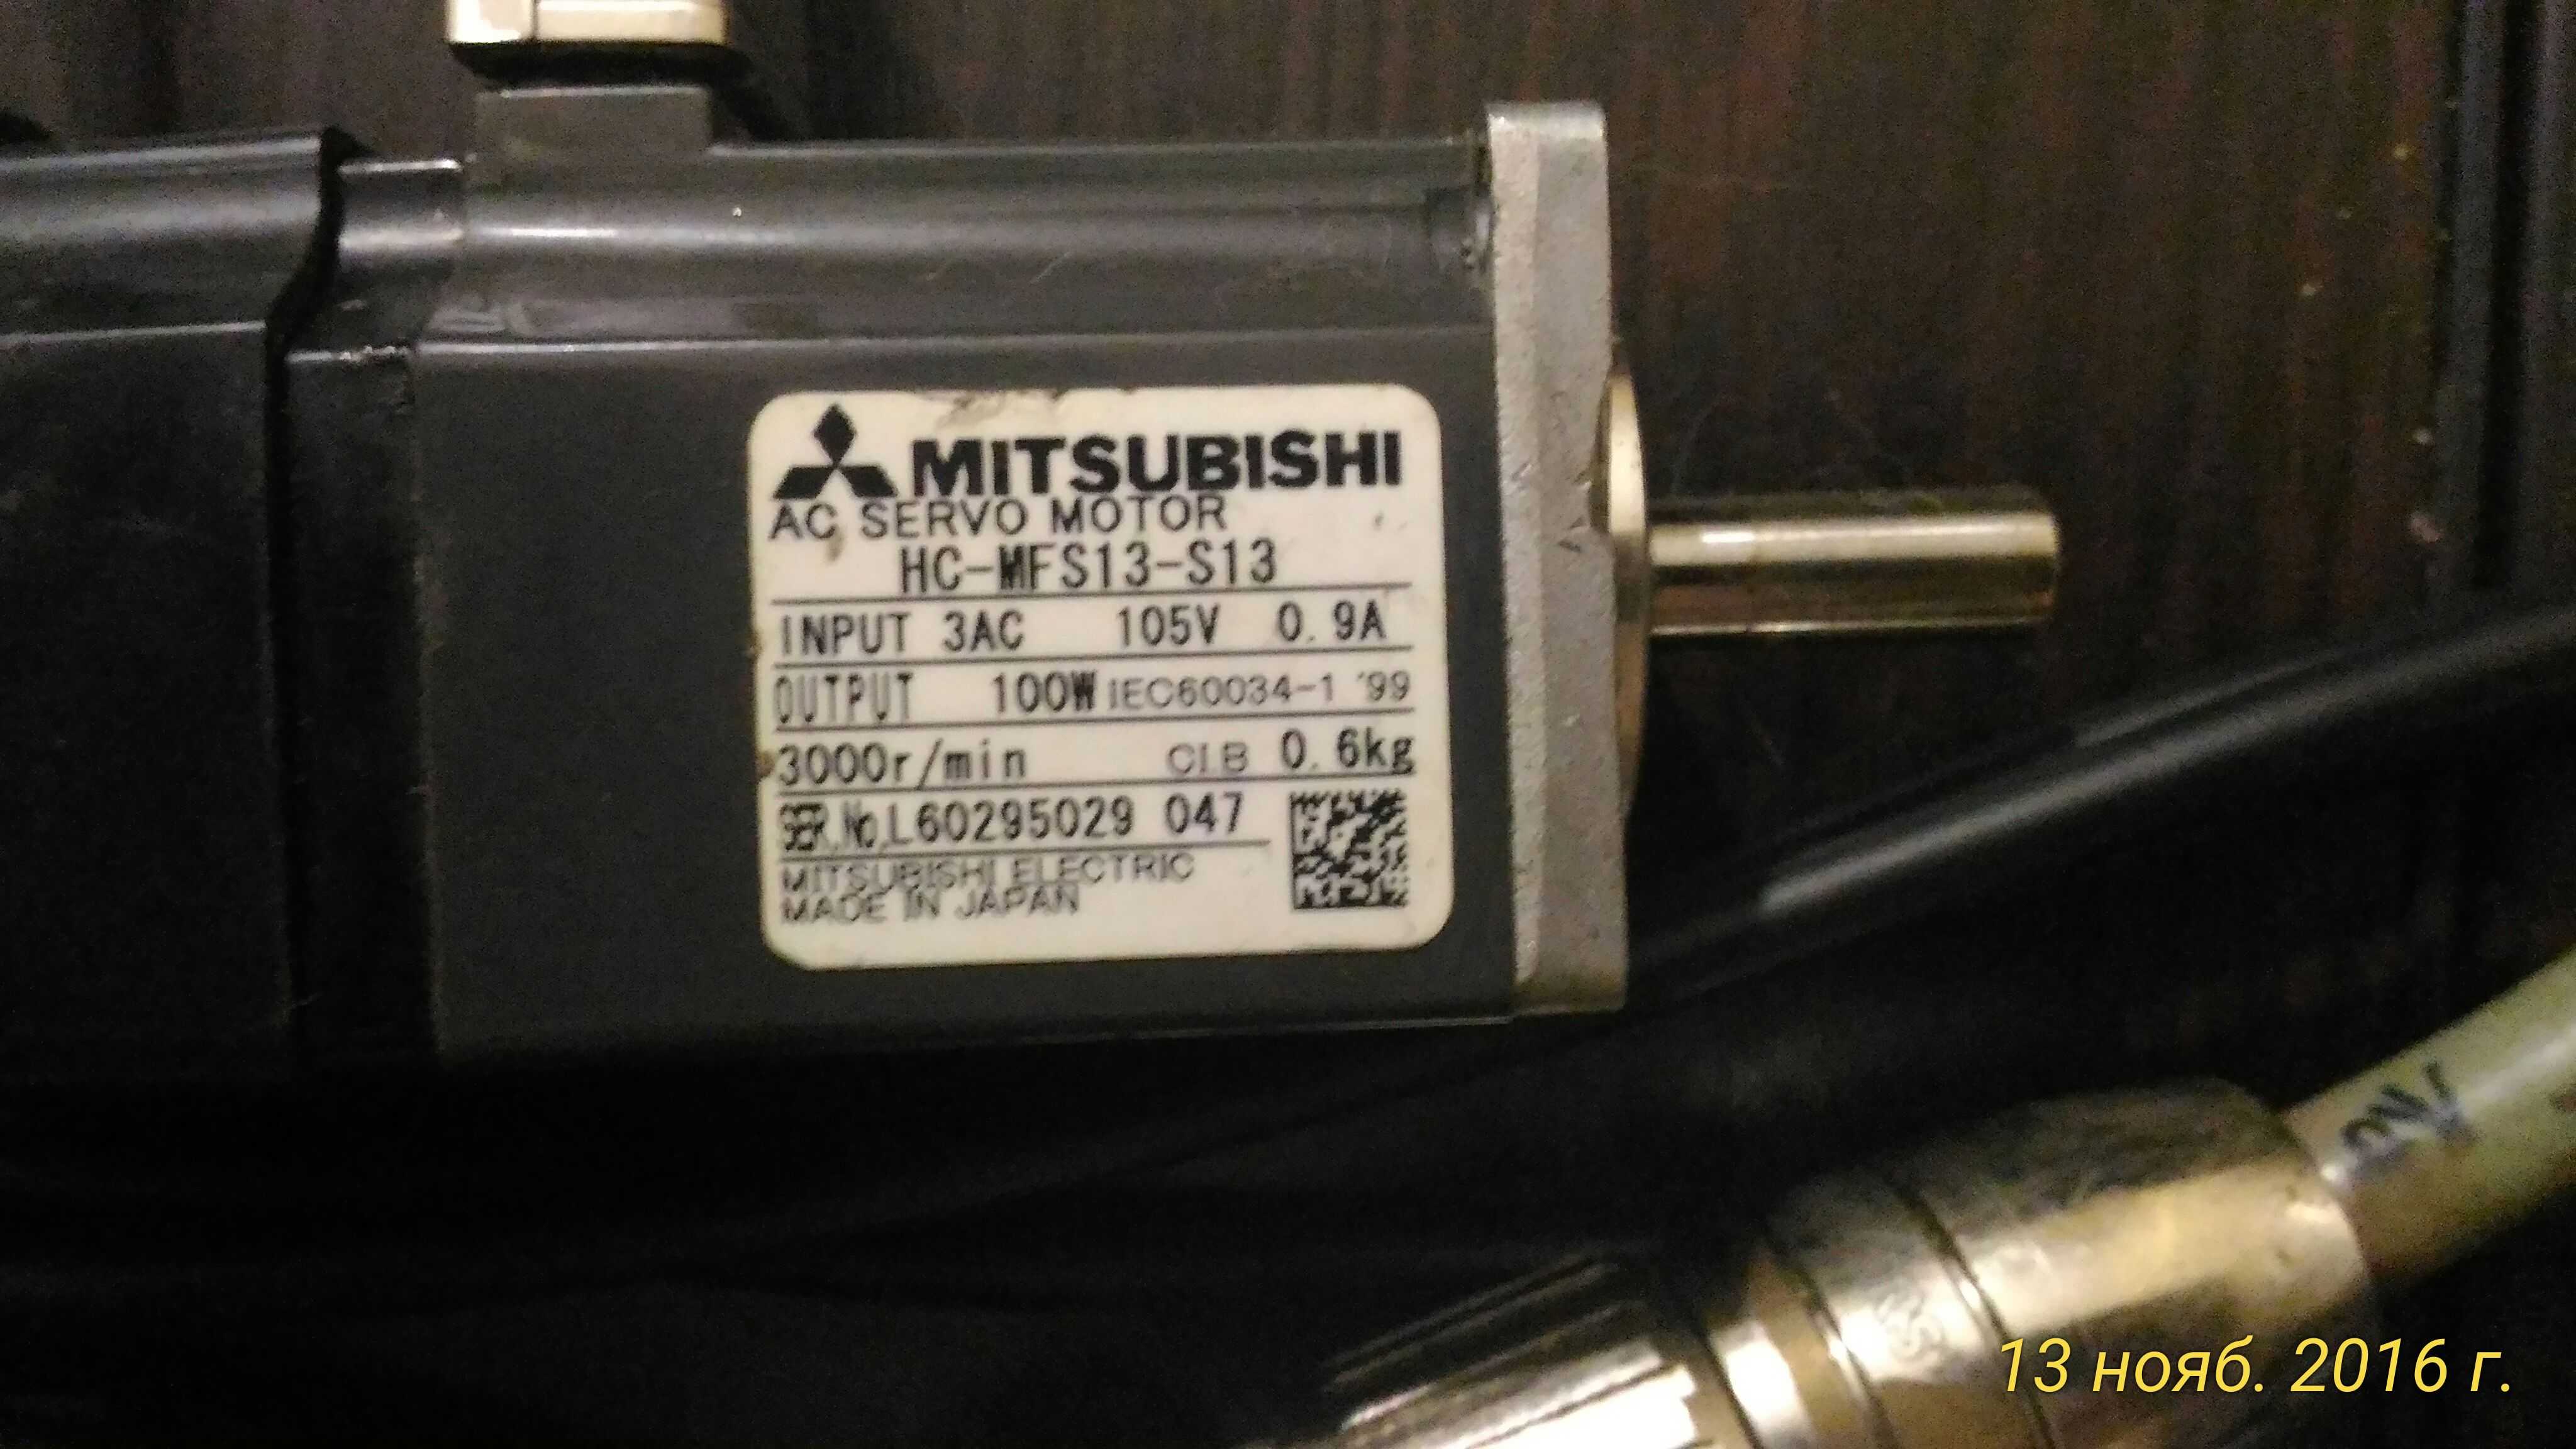 MITSUBISHI
AC SERVO MOTOR
HC-MFS13-S13
INPUT 3AC 105V 0.9A
OUTPUT 100W IEC60034-1 '99
3000r/min CI.B 0.6kg
SER.No.L60295029 047
MITSUBISHI ELECTRIC
MADE IN JAPAN
13 нояб. 2016 г.